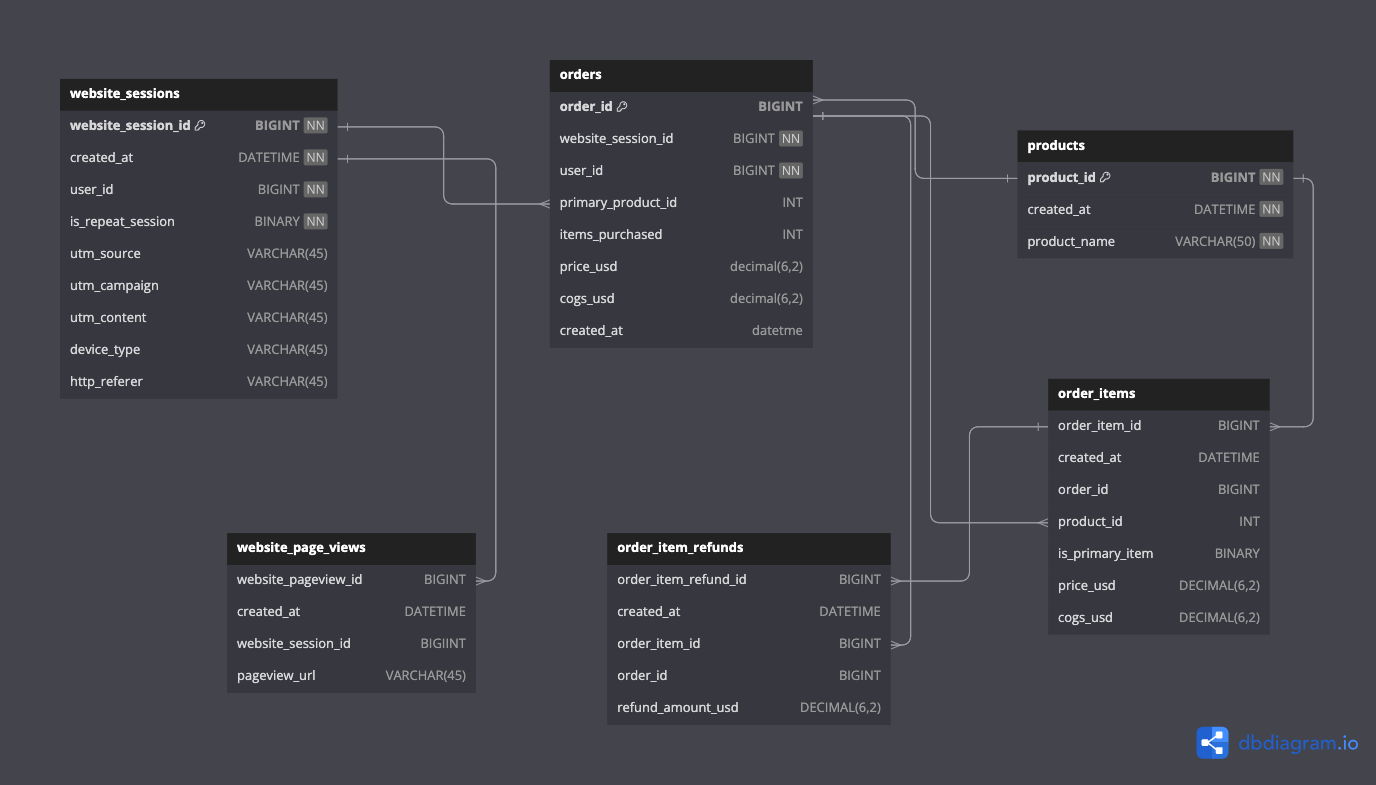 website_sessions
website_session_id BIGINT NN
created_at DATETIME NN
user_id BIGINT NN
is_repeat_session BINARY NN
utm_source VARCHAR(45)
utm_campaign VARCHAR(45)
utm_content VARCHAR(45)
device_type VARCHAR(45)
http_referer VARCHAR(45)
orders
order_id BIGINT
website_session_id BIGINT NN
user_id BIGINT NN
primary_product_id INT
items_purchased INT
price_usd decimal(6,2)
cogs_usd decimal(6,2)
created_at datetme
products
product_id BIGINT NN
created_at DATETIME NN
product_name VARCHAR(50) NN
order_items
order_item_id BIGINT
created_at DATETIME
order_id BIGINT
product_id INT
is_primary_item BINARY
price_usd DECIMAL(6,2)
cogs_usd DECIMAL(6,2)
website_page_views
website_pageview_id BIGINT
created_at DATETIME
website_session_id BIGIINT
pageview_url VARCHAR(45)
order_item_refunds
order_item_refund_id BIGINT
created_at DATETIME
order_item_id BIGINT
order_id BIGINT
refund_amount_usd DECIMAL(6,2)
dbdiagram.io